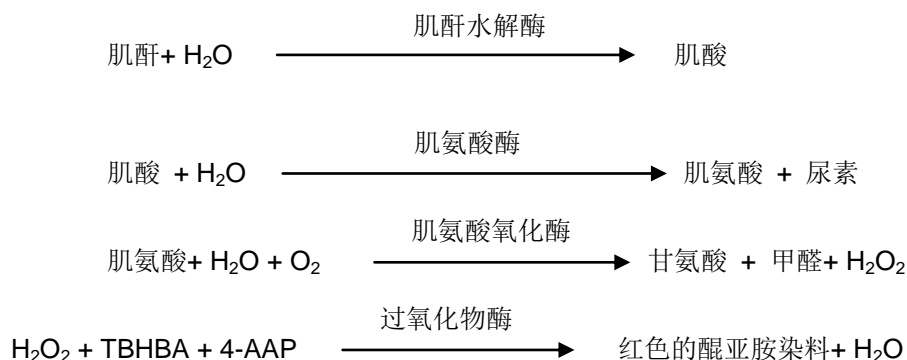 肌酐水解酶
肌酐+ H₂O 肌酸
肌氨酸酶
肌酸 + H₂O 肌氨酸 + 尿素
肌氨酸氧化酶
肌氨酸+ H₂O + O₂ 甘氨酸 + 甲醛+ H₂O₂
过氧化物酶
H₂O₂ + TBHBA + 4-AAP 红色的醌亚胺染料+ H₂O